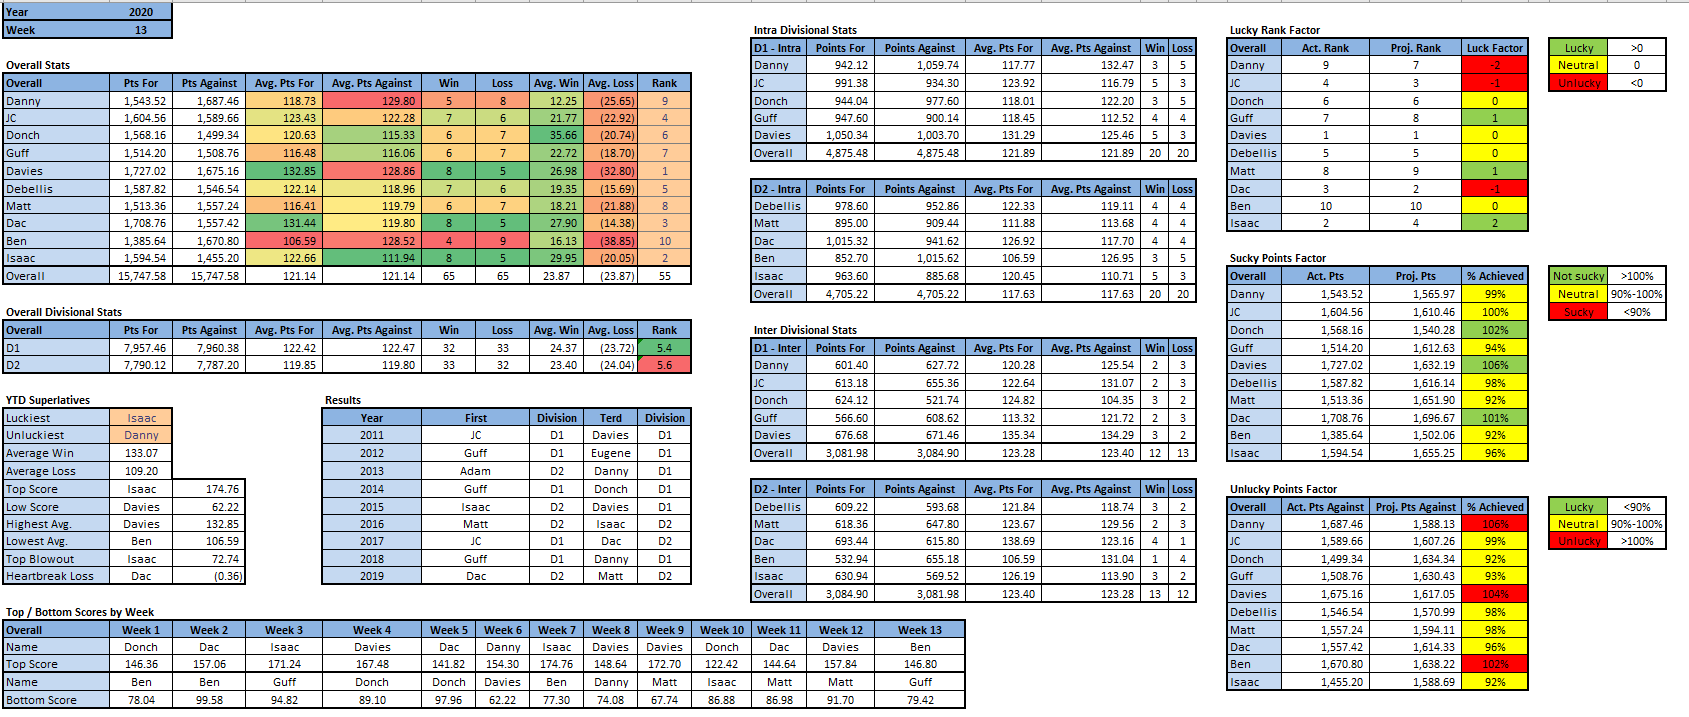 Year 2020
Week 13
Overall Stats
Overall Pts For Pts Against Avg. Pts For Avg. Pts Against Win Loss Avg. Win Avg. Loss Rank
Danny 1,543.52 1,687.46 118.73 129.80 5 8 12.25 (25.65) 9
JC 1,604.56 1,589.66 123.43 122.28 7 6 21.77 (22.92) 4
Donch 1,568.16 1,499.34 120.63 115.33 6 7 35.66 (20.74) 6
Guff 1,514.20 1,508.76 116.48 116.06 6 7 22.72 (18.70) 7
Davies 1,727.02 1,675.16 132.85 128.86 8 5 26.98 (32.80) 1
Debellis 1,587.82 1,546.54 122.14 118.96 7 6 19.35 (15.69) 5
Matt 1,513.36 1,557.24 116.41 119.79 6 7 18.21 (21.88) 8
Dac 1,708.76 1,557.42 131.44 119.80 8 5 27.90 (14.38) 3
Ben 1,385.64 1,670.80 106.59 128.52 4 9 16.13 (38.85) 10
Isaac 1,594.54 1,455.20 122.66 111.94 8 5 29.95 (20.05) 2
Overall 15,747.58 15,747.58 121.14 121.14 65 65 23.87 (23.87) 55
Overall Divisional Stats
Overall Pts For Pts Against Avg. Pts For Avg. Pts Against Win Loss Avg. Win Avg. Loss Rank
D1 7,957.46 7,960.38 122.42 122.47 32 33 24.37 (23.72) 5.4
D2 7,790.12 7,787.20 119.85 119.80 33 32 23.40 (24.04) 5.6
YTD Superlatives
Luckiest Isaac
Unluckiest Danny
Average Win 133.07
Average Loss 109.20
Top Score Isaac 174.76
Low Score Davies 62.22
Highest Avg. Davies 132.85
Lowest Avg. Ben 106.59
Top Blowout Isaac 72.74
Heartbreak Loss Dac (0.36)
Results
Year First Division Terd Division
2011 JC D1 Davies D1
2012 Guff D1 Eugene D1
2013 Adam D2 Danny D1
2014 Guff D1 Donch D1
2015 Isaac D2 Davies D1
2016 Matt D2 Isaac D2
2017 JC D1 Dac D2
2018 Guff D1 Danny D1
2019 Dac D2 Matt D2
Top / Bottom Scores by Week
Overall Week 1 Week 2 Week 3 Week 4 Week 5 Week 6 Week 7 Week 8 Week 9 Week 10 Week 11 Week 12 Week 13
Name Donch Dac Isaac Davies Dac Danny Isaac Davies Davies Donch Dac Davies Ben
Top Score 146.36 157.06 171.24 167.48 141.82 154.30 174.76 148.64 172.70 122.42 144.64 157.84 146.80
Name Ben Ben Guff Donch Donch Davies Ben Danny Matt Isaac Matt Matt Guff
Bottom Score 78.04 99.58 94.82 89.10 97.96 62.22 77.30 74.08 67.74 86.88 86.98 91.70 79.42
Intra Divisional Stats
D1 - Intra Points For Points Against Avg. Pts For Avg. Pts Against Win Loss
Danny 942.12 1,059.74 117.77 132.47 3 5
JC 991.38 934.30 123.92 116.79 5 3
Donch 944.04 977.60 118.01 122.20 3 5
Guff 947.60 900.14 118.45 112.52 4 4
Davies 1,050.34 1,003.70 131.29 125.46 5 3
Overall 4,875.48 4,875.48 121.89 121.89 20 20
D2 - Intra Points For Points Against Avg. Pts For Avg. Pts Against Win Loss
Debellis 978.60 952.86 122.33 119.11 4 4
Matt 895.00 909.44 111.88 113.68 4 4
Dac 1,015.32 941.62 126.92 117.70 4 4
Ben 852.70 1,015.62 106.59 126.95 3 5
Isaac 963.60 885.68 120.45 110.71 5 3
Overall 4,705.22 4,705.22 117.63 117.63 20 20
Inter Divisional Stats
D1 - Inter Points For Points Against Avg. Pts For Avg. Pts Against Win Loss
Danny 601.40 627.72 120.28 125.54 2 3
JC 613.18 655.36 122.64 131.07 2 3
Donch 624.12 521.74 124.82 104.35 3 2
Guff 566.60 608.62 113.32 121.72 2 3
Davies 676.68 671.46 135.34 134.29 3 2
Overall 3,081.98 3,084.90 123.28 123.40 12 13
D2 - Inter Points For Points Against Avg. Pts For Avg. Pts Against Win Loss
Debellis 609.22 593.68 121.84 118.74 3 2
Matt 618.36 647.80 123.67 129.56 2 3
Dac 693.44 615.80 138.69 123.16 4 1
Ben 532.94 655.18 106.59 131.04 1 4
Isaac 630.94 569.52 126.19 113.90 3 2
Overall 3,084.90 3,081.98 123.40 123.28 13 12
Lucky Rank Factor
Overall Act. Rank Proj. Rank Luck Factor
Danny 9 7 -2
JC 4 3 -1
Donch 6 6 0
Guff 7 8 1
Davies 1 1 0
Debellis 5 5 0
Matt 8 9 1
Dac 3 2 -1
Ben 10 10 0
Isaac 2 4 2
Lucky >0
Neutral 0
Unlucky <0
Sucky Points Factor
Overall Act. Pts Proj. Pts % Achieved
Danny 1,543.52 1,565.97 99%
JC 1,604.56 1,610.46 100%
Donch 1,568.16 1,540.28 102%
Guff 1,514.20 1,612.63 94%
Davies 1,727.02 1,632.19 106%
Debellis 1,587.82 1,616.14 98%
Matt 1,513.36 1,651.90 92%
Dac 1,708.76 1,696.67 101%
Ben 1,385.64 1,502.06 92%
Isaac 1,594.54 1,655.25 96%
Not sucky >100%
Neutral 90%-100%
Sucky <90%
Unlucky Points Factor
Overall Act. Pts Against Proj. Pts Against % Achieved
Danny 1,687.46 1,588.13 106%
JC 1,589.66 1,607.26 99%
Donch 1,499.34 1,634.34 92%
Guff 1,508.76 1,630.43 93%
Davies 1,675.16 1,617.05 104%
Debellis 1,546.54 1,570.99 98%
Matt 1,557.24 1,594.11 98%
Dac 1,557.42 1,614.33 96%
Ben 1,670.80 1,638.22 102%
Isaac 1,455.20 1,588.69 92%
Lucky <90%
Neutral 90%-100%
Unlucky >100%